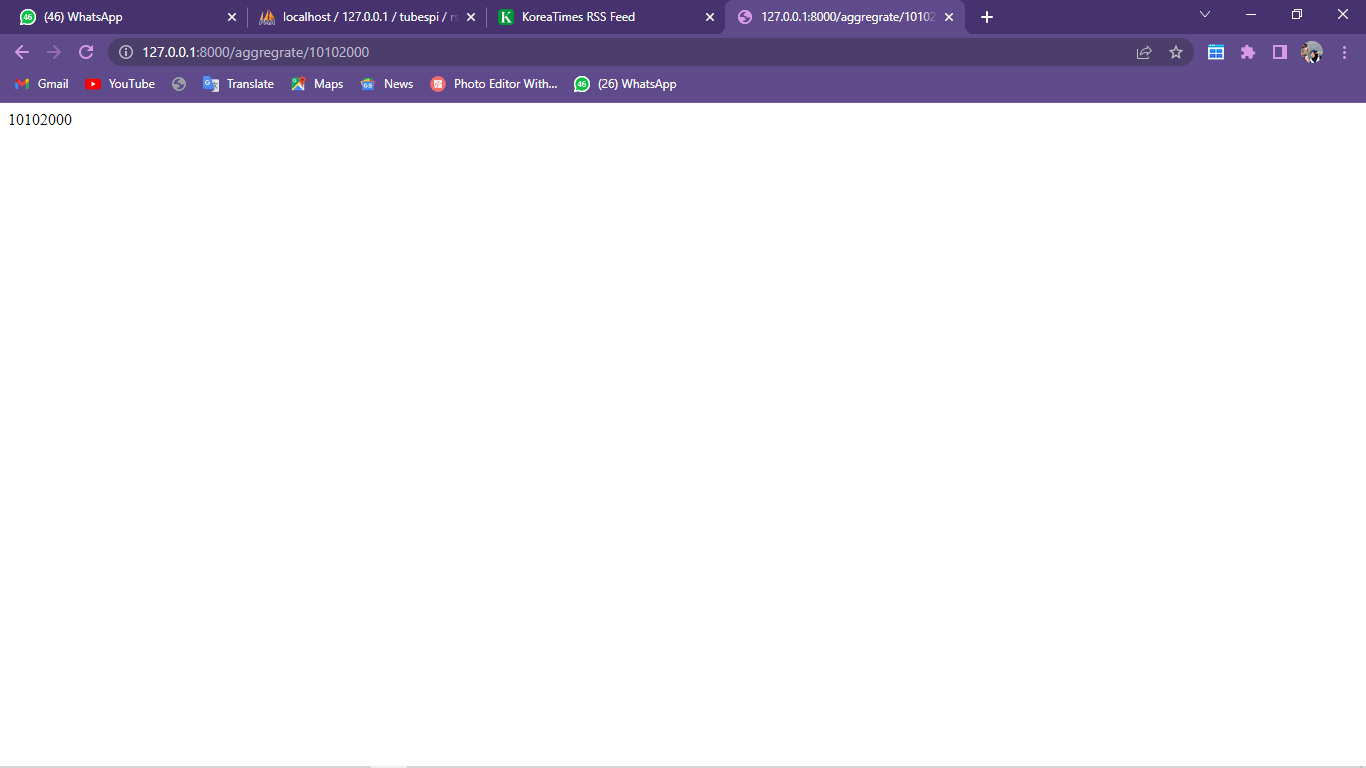 (46) WhatsApp
localhost / 127.0.0.1 / tubespi /
KoreaTimes RSS Feed
127.0.0.1:8000/aggregrate/10102
127.0.0.1:8000/aggregrate/10102000
Gmail
YouTube
Translate
Maps
News
Photo Editor With...
(26) WhatsApp
10102000